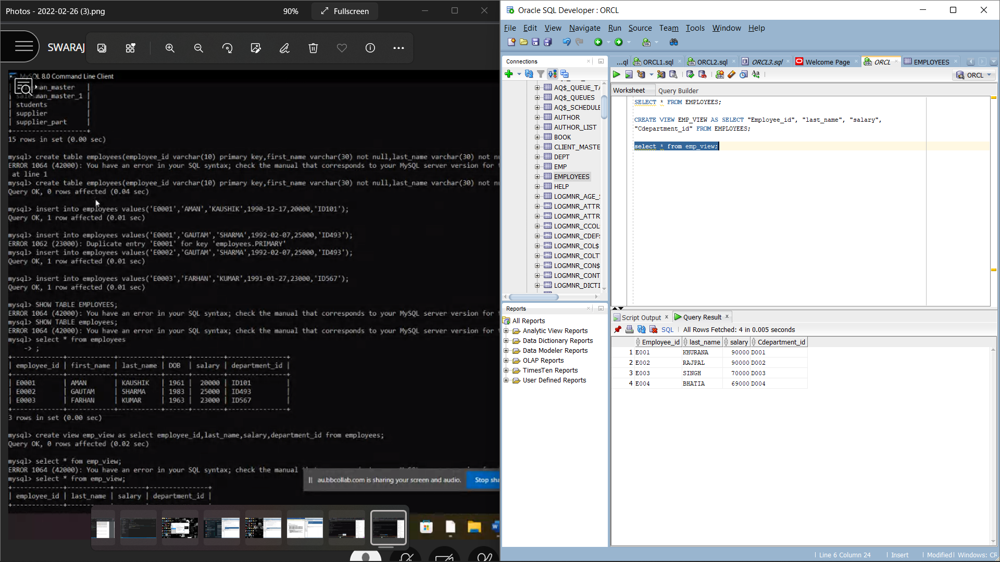 Photos - 2022-02-26 (3).png
90%
Fullscreen
SWARAJ
MySQL 8.0 Command Line Client
man_master |
| salesman_master_1 |
| students |
| supplier |
| supplier_part |
+-------------------+
15 rows in set (0.00 sec)
mysql> create table employees(employee_id varchar(10) primary key,first_name varchar(30) not null,last_name varchar(30) not
ERROR 1064 (42000): You have an error in your SQL syntax; check the manual that corresponds to your MySQL server version for
at line 1
mysql> create table employees(employee_id varchar(10) primary key,first_name varchar(30) not null,last_name varchar(30) not
Query OK, 0 rows affected (0.04 sec)
mysql> insert into employees values('E0001','AMAN','KAUSHIK',1990-12-17,20000,'ID101');
Query OK, 1 row affected (0.01 sec)
mysql> insert into employees values('E0001','GAUTAM','SHARMA',1992-02-07,25000,'ID493');
ERROR 1062 (23000): Duplicate entry 'E0001' for key 'employees.PRIMARY'
mysql> insert into employees values('E0002','GAUTAM','SHARMA',1992-02-07,25000,'ID493');
Query OK, 1 row affected (0.01 sec)
mysql> insert into employees values('E0003','FARHAN','KUMAR',1991-01-27,23000,'ID567');
Query OK, 1 row affected (0.01 sec)
mysql> SHOW TABLE EMPLOYEES;
ERROR 1064 (42000): You have an error in your SQL syntax; check the manual that corresponds to your MySQL server version for
mysql> SHOW TABLE employees;
ERROR 1064 (42000): You have an error in your SQL syntax; check the manual that corresponds to your MySQL server version for
mysql> select * from employees
-> ;
+-------------+------------+-----------+------+--------+---------------+
| employee_id | first_name | last_name | DOB | salary | department_id |
+-------------+------------+-----------+------+--------+---------------+
| E0001 | AMAN | KAUSHIK | 1961 | 20000 | ID101 |
| E0002 | GAUTAM | SHARMA | 1983 | 25000 | ID493 |
| E0003 | FARHAN | KUMAR | 1963 | 23000 | ID567 |
+-------------+------------+-----------+------+--------+---------------+
3 rows in set (0.00 sec)
mysql> create view emp_view as select employee_id,last_name,salary,department_id from employees;
Query OK, 0 rows affected (0.02 sec)
mysql> select * fom emp_view;
ERROR 1064 (42000): You have an error in your SQL syntax; check the manual
mysql> select * from emp_view;
+-------------+-----------+--------+---------------+
| employee_id | last_name | salary | department_id |
au.bbcollab.com is sharing your screen and audio.
Stop sha
Oracle SQL Developer : ORCL
File Edit View Navigate Run Source Team Tools Window Help
Connections
AQ$_QUEUE_TA
AQ$_QUEUES
AQ$_SCHEDULE
AUTHOR
AUTHOR_LIST
BOOK
CLIENT_MASTE
DEPT
EMP
EMPLOYEES
HELP
LOGMNR_AGE_
LOGMNR_ATTR
LOGMNR_ATTR
LOGMNR_CCOL
LOGMNR_CDEF
LOGMNR_COL$
LOGMNR_COLT
LOGMNR_CON$
LOGMNR_CONT
LOGMNR_DICTI
Reports
All Reports
Analytic View Reports
Data Dictionary Reports
Data Modeler Reports
OLAP Reports
TimesTen Reports
User Defined Reports
...ql ORCL1.sql ORCL2.sql ORCL3.sql Welcome Page ORCL EMPLOYEES
ORCL
Worksheet Query Builder
SELECT * FROM EMPLOYEES;
CREATE VIEW EMP_VIEW AS SELECT "Employee_id", "last_name", "salary",
"Cdepartment_id" FROM EMPLOYEES;
select * from emp_view;
Script Output Query Result
SQL All Rows Fetched: 4 in 0.005 seconds
Employee_id last_name salary Cdepartment_id
1 E001 KHURANA 90000 D001
2 E002 RAJPAL 90000 D002
3 E003 SINGH 70000 D003
4 E004 BHATIA 69000 D004
Line 6 Column 24 Insert Modified Windows: CR